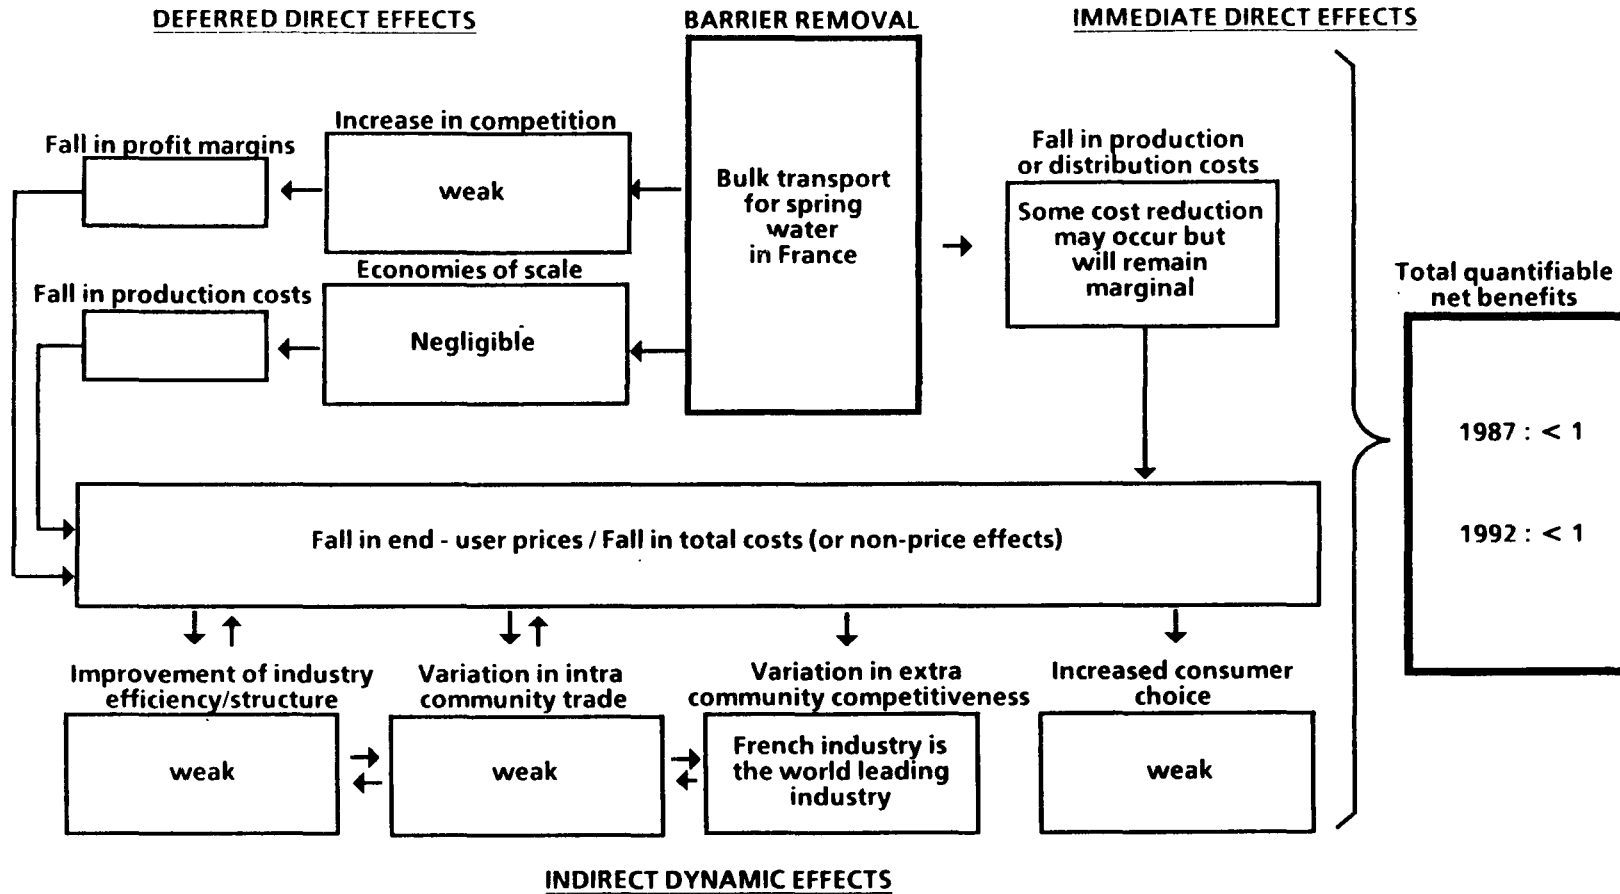 DEFERRED DIRECT EFFECTS
BARRIER REMOVAL
IMMEDIATE DIRECT EFFECTS
Increase in competition
Fall in profit margins
weak
Economies of scale
Fall in production costs
Negligible
Bulk transport
for spring
water
in France
Fall in production
or distribution costs
Some cost reduction
may occur but
will remain
marginal
Total quantifiable
net benefits
1987 : < 1
1992 : < 1
Fall in end - user prices / Fall in total costs (or non-price effects)
Improvement of industry
efficiency/structure
weak
Variation in intra
community trade
weak
Variation in extra
community competitiveness
French industry is
the world leading
industry
Increased consumer
choice
weak
INDIRECT DYNAMIC EFFECTS